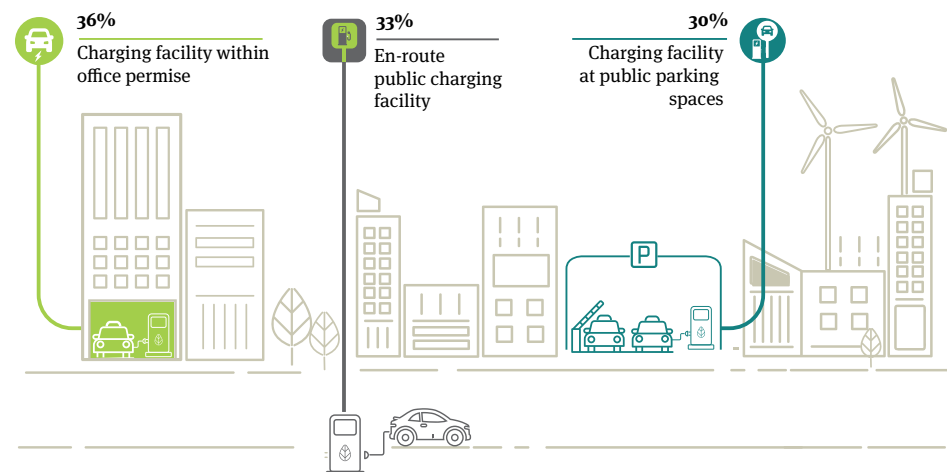 36%
Charging facility within
office permise
33%
En-route
public charging
facility
30%
Charging facility
at public parking
spaces
P